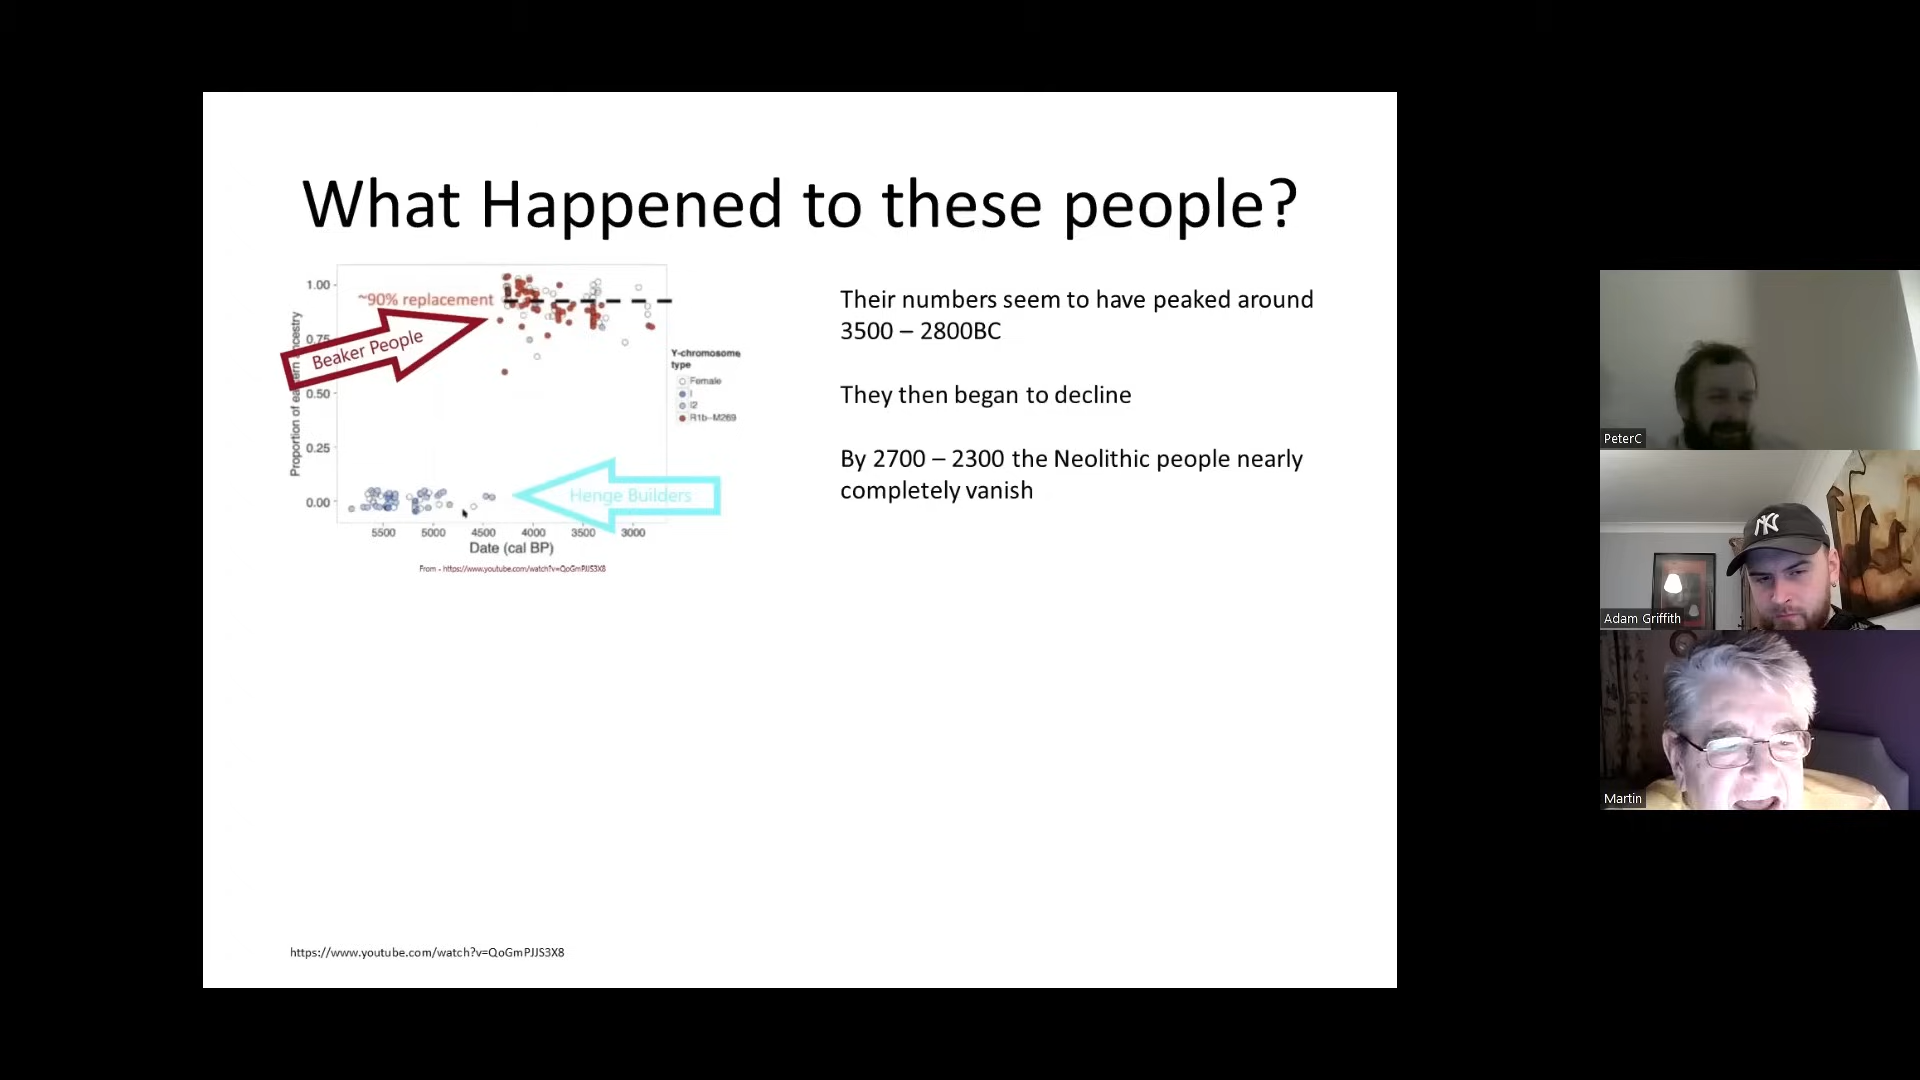 What Happened to these people?
1.00
~90% replacement
Beaker People
0.75
0.50
0.25
0.00
Proportion of eastern ancestry
Henge Builders
5500 5000 4500 4000 3500 3000
Date (cal BP)
Y-chromosome
type
Female
I
I2
R1b-M269
From - https://www.youtube.com/watch?v=QoGmPJJS3X8
Their numbers seem to have peaked around
3500 – 2800BC
They then began to decline
By 2700 – 2300 the Neolithic people nearly
completely vanish
https://www.youtube.com/watch?v=QoGmPJJS3X8
PeterC
NY
Adam Griffith
Martin